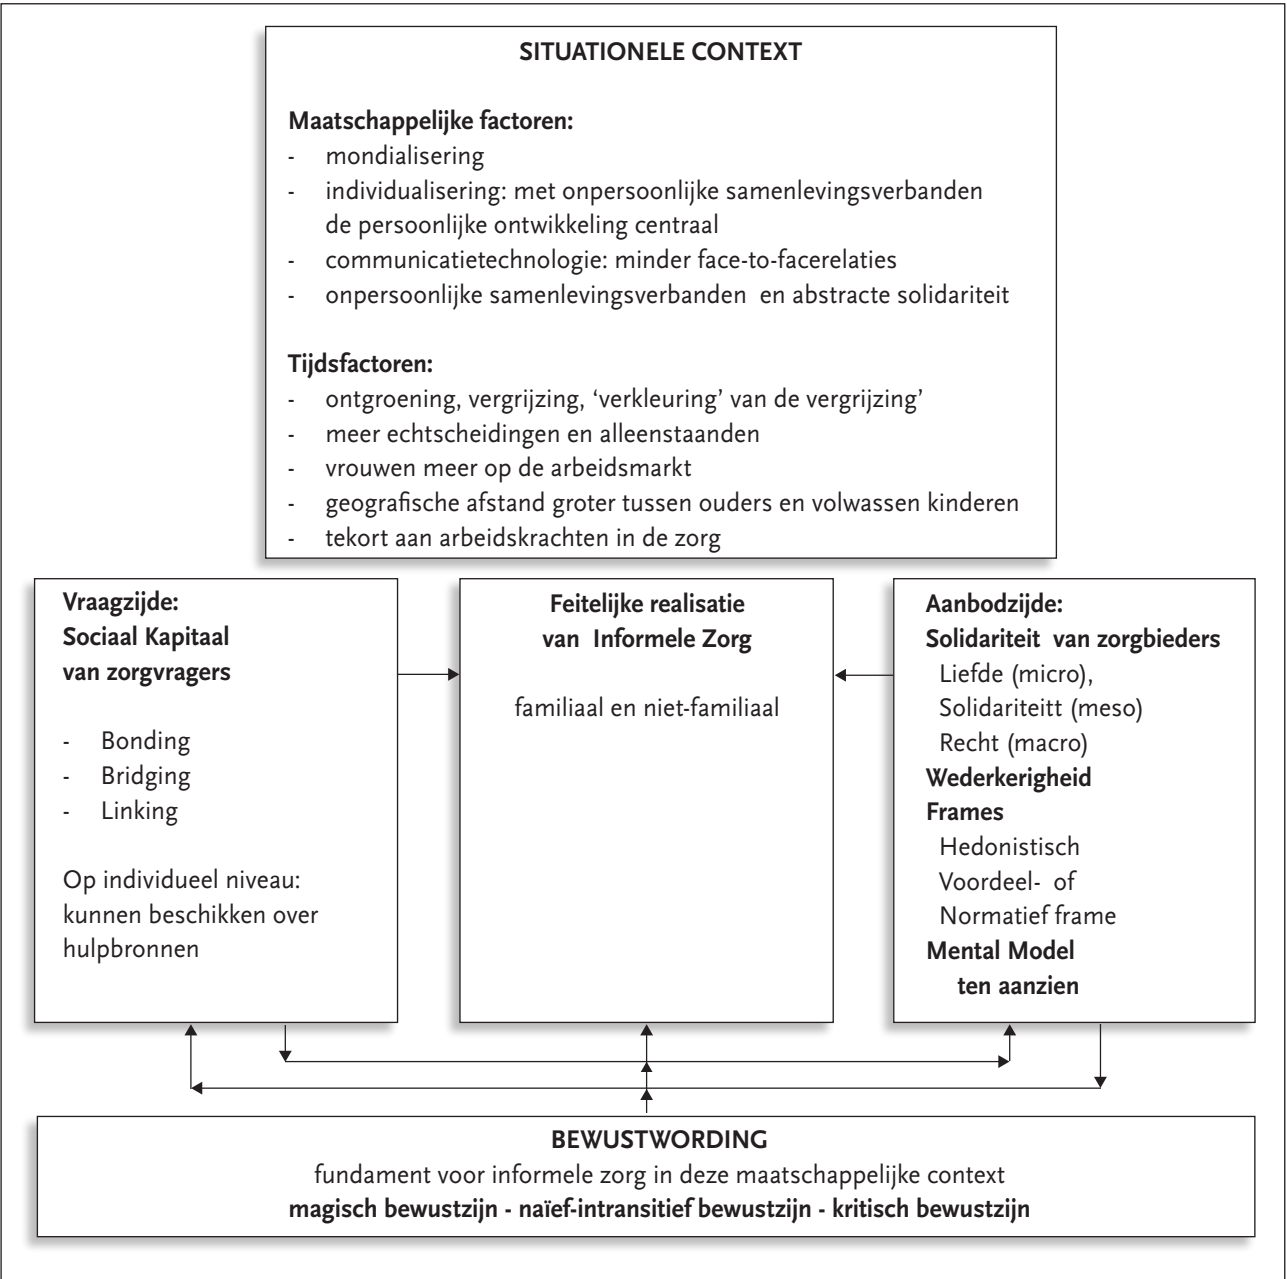 SITUATIONELE CONTEXT
Maatschappelijke factoren:
- mondialisering
- individualisering: met onpersoonlijke samenlevingsverbanden
de persoonlijke ontwikkeling centraal
- communicatietechnologie: minder face-to-facerelaties
- onpersoonlijke samenlevingsverbanden en abstracte solidariteit
Tijdsfactoren:
- ontgroening, vergrijzing, ‘verkleuring’ van de vergrijzing’
- meer echtscheidingen en alleenstaanden
- vrouwen meer op de arbeidsmarkt
- geografische afstand groter tussen ouders en volwassen kinderen
- tekort aan arbeidskrachten in de zorg
Vraagzijde:
Sociaal Kapitaal
van zorgvragers
- Bonding
- Bridging
- Linking
Op individueel niveau:
kunnen beschikken over
hulpbronnen
Feitelijke realisatie
van Informele Zorg
familiaal en niet-familiaal
Aanbodzijde:
Solidariteit van zorgbieders
Liefde (micro),
Solidariteitt (meso)
Recht (macro)
Wederkerigheid
Frames
Hedonistisch
Voordeel- of
Normatief frame
Mental Model
ten aanzien
BEWUSTWORDING
fundament voor informele zorg in deze maatschappelijke context
magisch bewustzijn - naïef-intransitief bewustzijn - kritisch bewustzijn